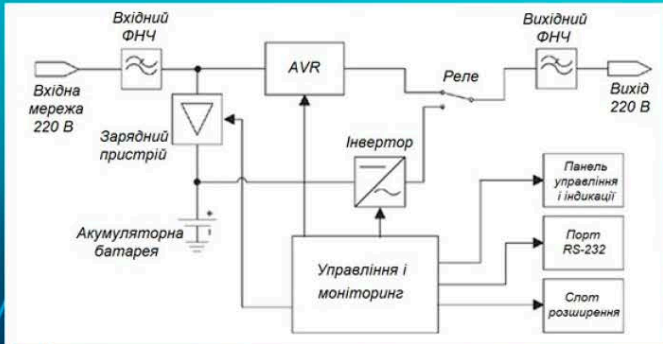 Вхідний
ФНЧ
Вхідна
мережа
220 В
AVR
Реле
Вихідний
ФНЧ
Вихід
220 В
Зарядний
пристрій
Інвертор
Акумуляторна
батарея
+
Управління і
моніторинг
Панель
управління
і індикації
Порт
RS-232
Слот
розширення